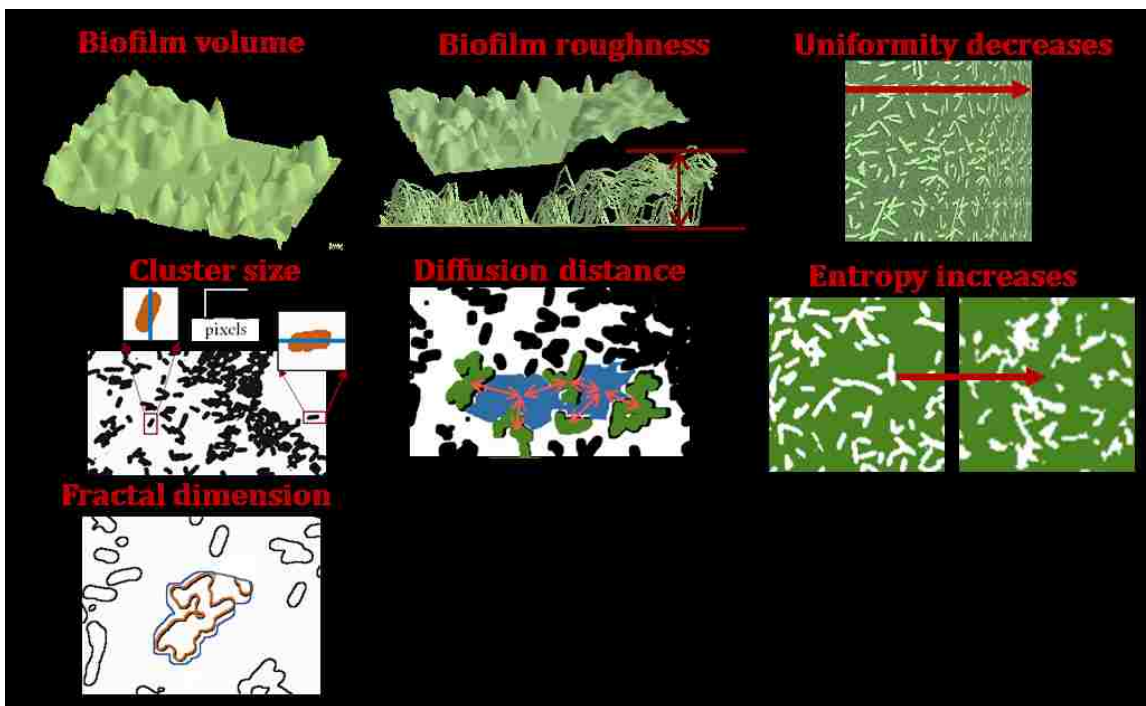 Biofilm volume
Biofilm roughness
Uniformity decreases
Cluster size
Diffusion distance
Entropy increases
pixels
Fractal dimension